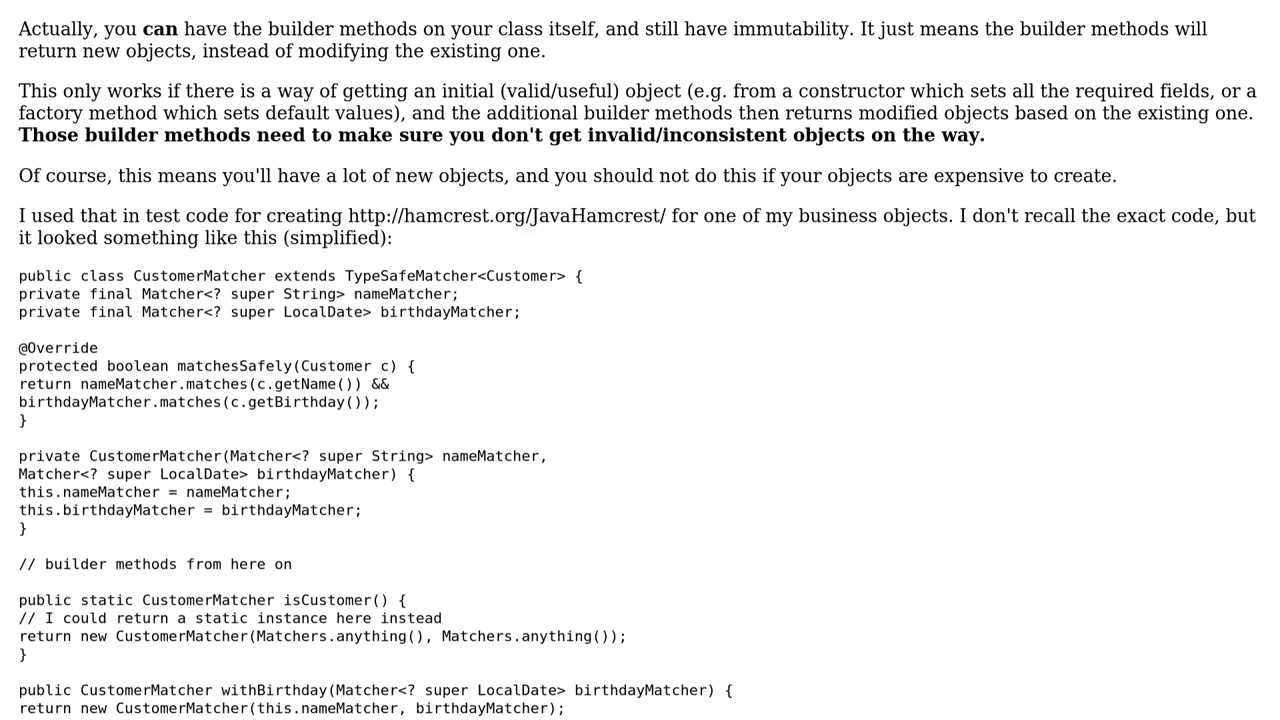 Actually, you can have the builder methods on your class itself, and still have immutability. It just means the builder methods will
return new objects, instead of modifying the existing one.
This only works if there is a way of getting an initial (valid/useful) object (e.g. from a constructor which sets all the required fields, or a
factory method which sets default values), and the additional builder methods then returns modified objects based on the existing one.
Those builder methods need to make sure you don't get invalid/inconsistent objects on the way.
Of course, this means you'll have a lot of new objects, and you should not do this if your objects are expensive to create.
I used that in test code for creating http://hamcrest.org/JavaHamcrest/ for one of my business objects. I don't recall the exact code, but
it looked something like this (simplified):
public class CustomerMatcher extends TypeSafeMatcher<Customer> {
private final Matcher<? super String> nameMatcher;
private final Matcher<? super LocalDate> birthdayMatcher;
@Override
protected boolean matchesSafely(Customer c) {
return nameMatcher.matches(c.getName()) &&
birthdayMatcher.matches(c.getBirthday());
}
private CustomerMatcher(Matcher<? super String> nameMatcher,
Matcher<? super LocalDate> birthdayMatcher) {
this.nameMatcher = nameMatcher;
this.birthdayMatcher = birthdayMatcher;
}
// builder methods from here on
public static CustomerMatcher isCustomer() {
// I could return a static instance here instead
return new CustomerMatcher(Matchers.anything(), Matchers.anything());
}
public CustomerMatcher withBirthday(Matcher<? super LocalDate> birthdayMatcher) {
return new CustomerMatcher(this.nameMatcher, birthdayMatcher);